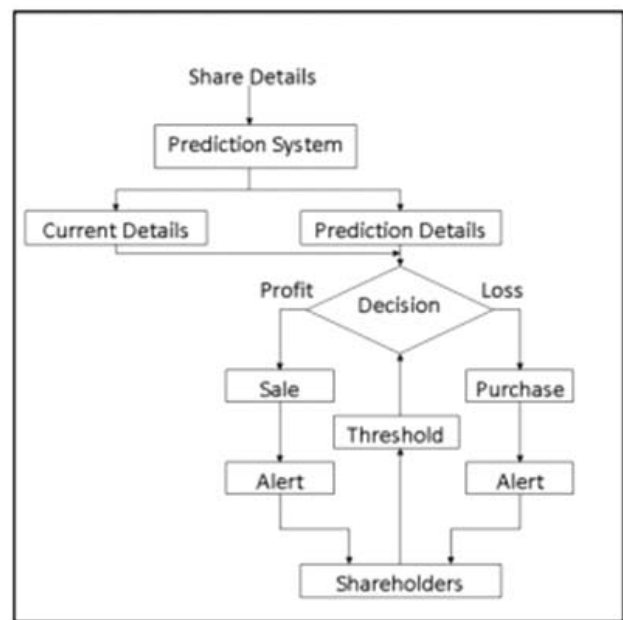 Share Details
Prediction System
Current Details
Prediction Details
Profit
Decision
Loss
Sale
Purchase
Threshold
Alert
Alert
Shareholders